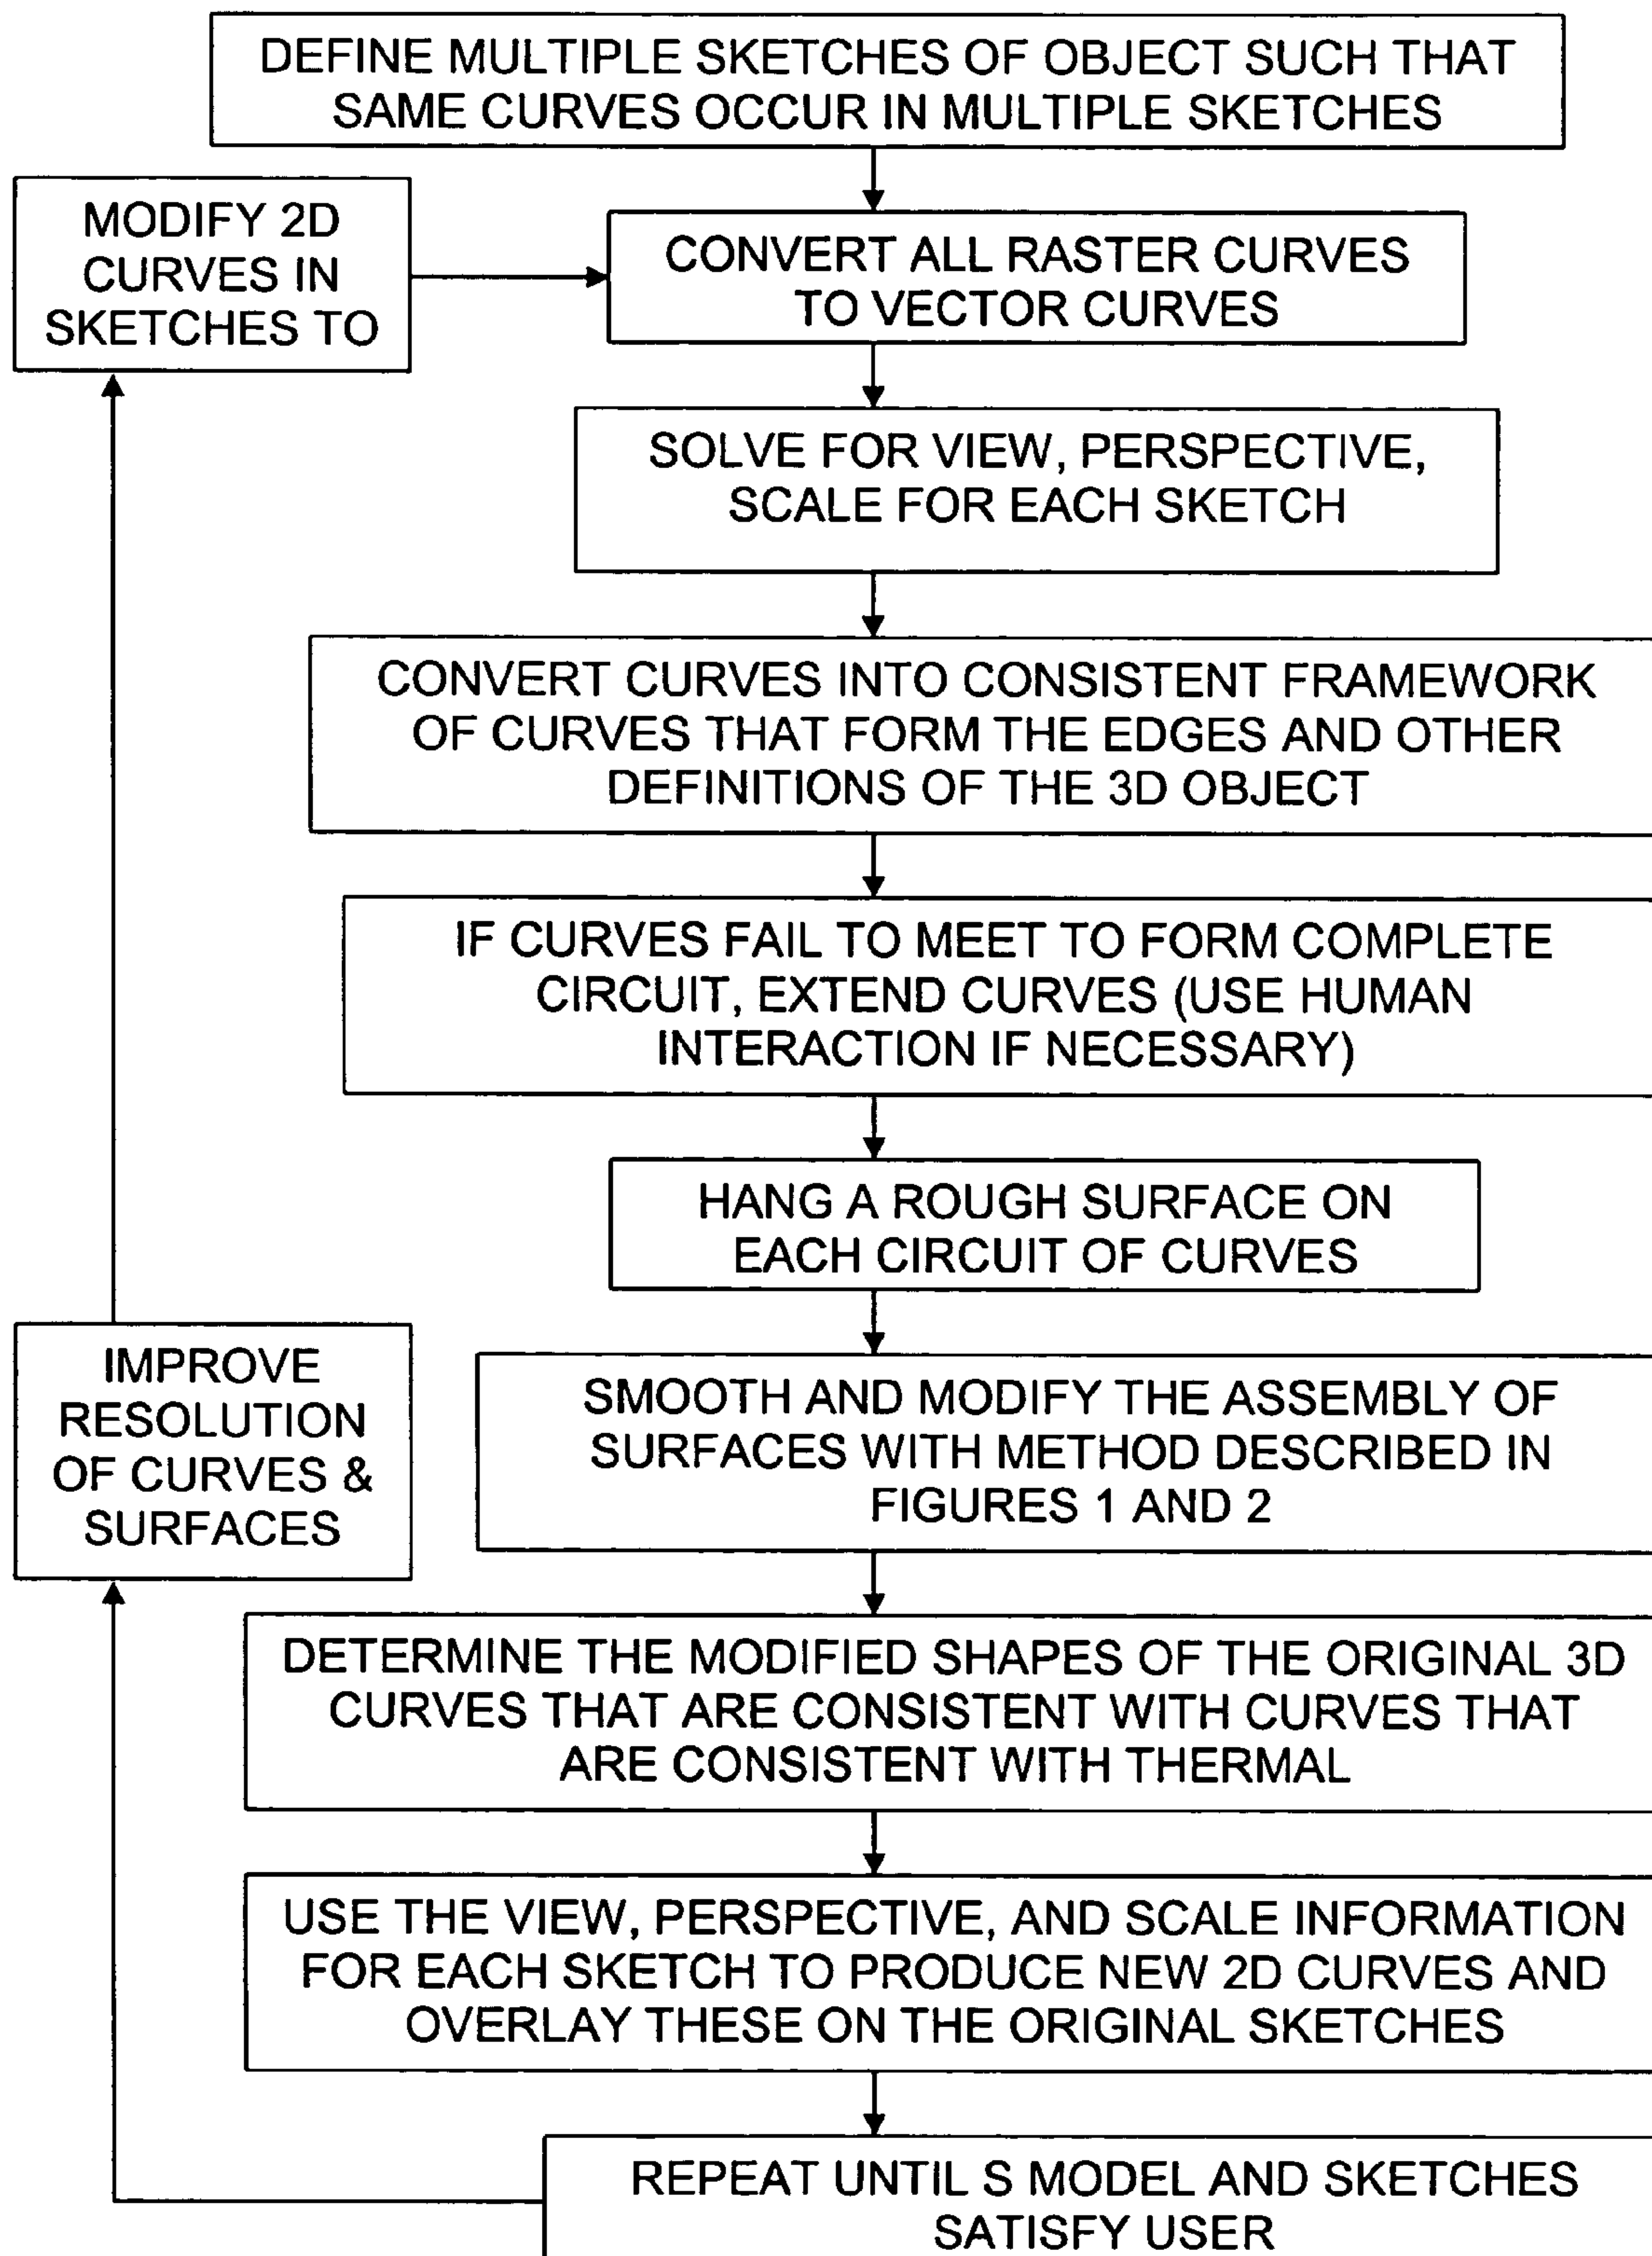 DEFINE MULTIPLE SKETCHES OF OBJECT SUCH THAT
SAME CURVES OCCUR IN MULTIPLE SKETCHES
MODIFY 2D
CURVES IN
SKETCHES TO
CONVERT ALL RASTER CURVES
TO VECTOR CURVES
SOLVE FOR VIEW, PERSPECTIVE,
SCALE FOR EACH SKETCH
CONVERT CURVES INTO CONSISTENT FRAMEWORK
OF CURVES THAT FORM THE EDGES AND OTHER
DEFINITIONS OF THE 3D OBJECT
IF CURVES FAIL TO MEET TO FORM COMPLETE
CIRCUIT, EXTEND CURVES (USE HUMAN
INTERACTION IF NECESSARY)
HANG A ROUGH SURFACE ON
EACH CIRCUIT OF CURVES
IMPROVE
RESOLUTION
OF CURVES &
SURFACES
SMOOTH AND MODIFY THE ASSEMBLY OF
SURFACES WITH METHOD DESCRIBED IN
FIGURES 1 AND 2
DETERMINE THE MODIFIED SHAPES OF THE ORIGINAL 3D
CURVES THAT ARE CONSISTENT WITH CURVES THAT
ARE CONSISTENT WITH THERMAL
USE THE VIEW, PERSPECTIVE, AND SCALE INFORMATION
FOR EACH SKETCH TO PRODUCE NEW 2D CURVES AND
OVERLAY THESE ON THE ORIGINAL SKETCHES
REPEAT UNTIL S MODEL AND SKETCHES
SATISFY USER